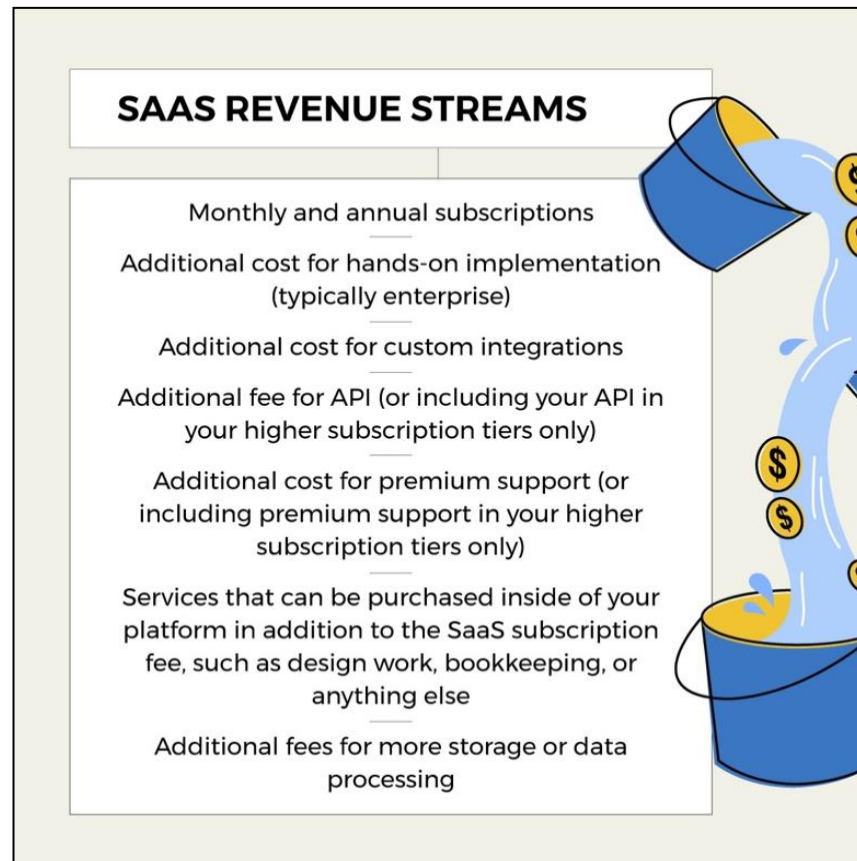 SAAS REVENUE STREAMS
Monthly and annual subscriptions
Additional cost for hands-on implementation
(typically enterprise)
Additional cost for custom integrations
Additional fee for API (or including your API in
your higher subscription tiers only)
Additional cost for premium support (or
including premium support in your higher
subscription tiers only)
Services that can be purchased inside of your
platform in addition to the SaaS subscription
fee, such as design work, bookkeeping, or
anything else
Additional fees for more storage or data
processing
$
$
$